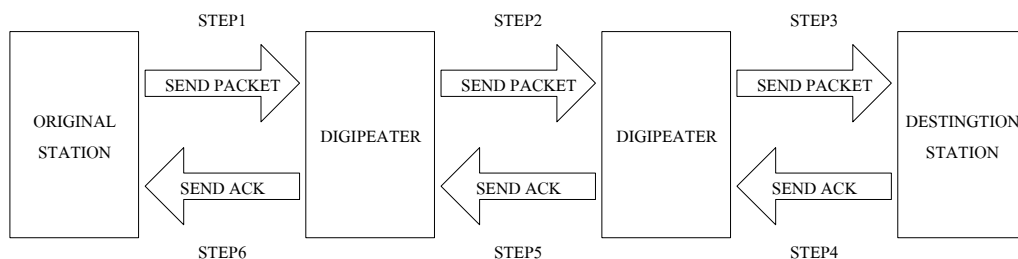 STEP1
STEP2
STEP3
SEND PACKET
SEND PACKET
SEND PACKET
ORIGINAL
STATION
DIGIPEATER
DIGIPEATER
DESTINGTION
STATION
SEND ACK
SEND ACK
SEND ACK
STEP6
STEP5
STEP4